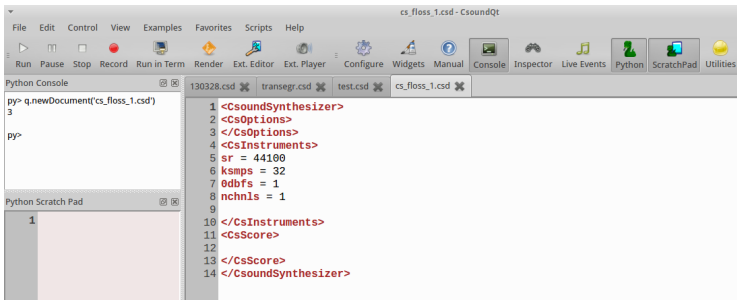 cs_floss_1.csd - CsoundQt
File Edit Control View Examples Favorites Scripts Help
Run Pause Stop Record Run in Term Render Ext. Editor Ext. Player Configure Widgets Manual Console Inspector Live Events Python ScratchPad Utilities
Python Console
py> q.newDocument('cs_floss_1.csd')
3
py>
Python Scratch Pad
1
130328.csd transegr.csd test.csd cs_floss_1.csd
1 <CsoundSynthesizer>
2 <CsOptions>
3 </CsOptions>
4 <CsInstruments>
5 sr = 44100
6 ksmps = 32
7 0dbfs = 1
8 nchnls = 1
9
10 </CsInstruments>
11 <CsScore>
12
13 </CsScore>
14 </CsoundSynthesizer>